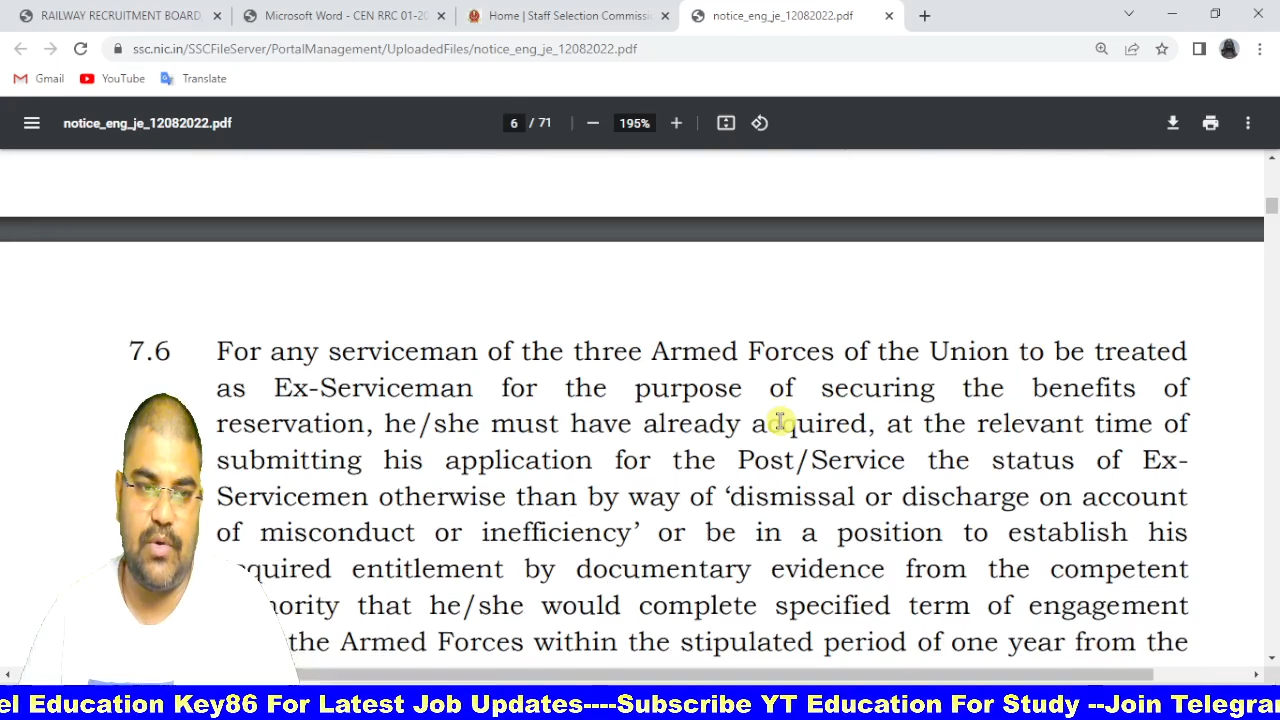 RAILWAY RECRUITMENT BOARD,
Microsoft Word - CEN RRC 01-20
Home | Staff Selection Commissi
notice_eng_je_12082022.pdf
ssc.nic.in/SSCFileServer/PortalManagement/UploadedFiles/notice_eng_je_12082022.pdf
Gmail YouTube Translate
notice_eng_je_12082022.pdf 6 / 71 195%
7.6 For any serviceman of the three Armed Forces of the Union to be treated
as Ex-Serviceman for the purpose of securing the benefits of
reservation, he/she must have already acquired, at the relevant time of
submitting his application for the Post/Service the status of Ex-
Servicemen otherwise than by way of ‘dismissal or discharge on account
of misconduct or inefficiency’ or be in a position to establish his
entitlement by documentary evidence from the competent
that he/she would complete specified term of engagement
the Armed Forces within the stipulated period of one year from the
Education Key86 For Latest Job Updates----Subscribe YT Education For Study --Join